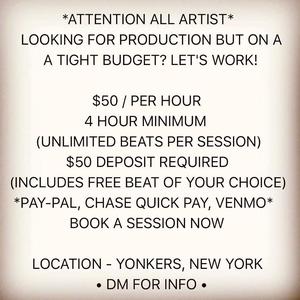 *ATTENTION ALL ARTIST*
LOOKING FOR PRODUCTION BUT ON A
A TIGHT BUDGET? LET'S WORK!
$50 / PER HOUR
4 HOUR MINIMUM
(UNLIMITED BEATS PER SESSION)
$50 DEPOSIT REQUIRED
(INCLUDES FREE BEAT OF YOUR CHOICE)
*PAY-PAL, CHASE QUICK PAY, VENMO*
BOOK A SESSION NOW
LOCATION - YONKERS, NEW YORK
• DM FOR INFO •